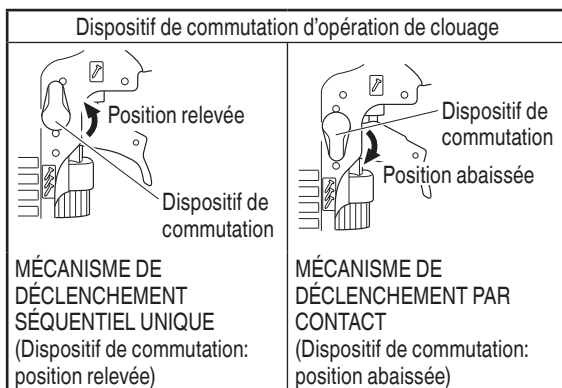 Dispositif de commutation d'opération de clouage
Position relevée
Dispositif de
commutation
MÉCANISME DE
DÉCLENCHEMENT
SÉQUENTIEL UNIQUE
(Dispositif de commutation:
position relevée)
Dispositif de
commutation
Position abaissée
MÉCANISME DE
DÉCLENCHEMENT PAR
CONTACT
(Dispositif de commutation:
position abaissée)